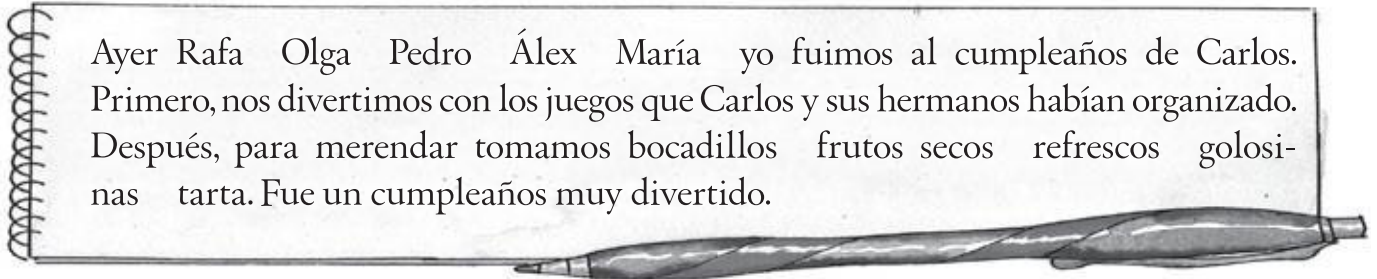 Ayer Rafa Olga Pedro Álex María yo fuimos al cumpleaños de Carlos.
Primero, nos divertimos con los juegos que Carlos y sus hermanos habían organizado.
Después, para merendar tomamos bocadillos frutos secos refrescos golosi-
nas tarta. Fue un cumpleaños muy divertido.